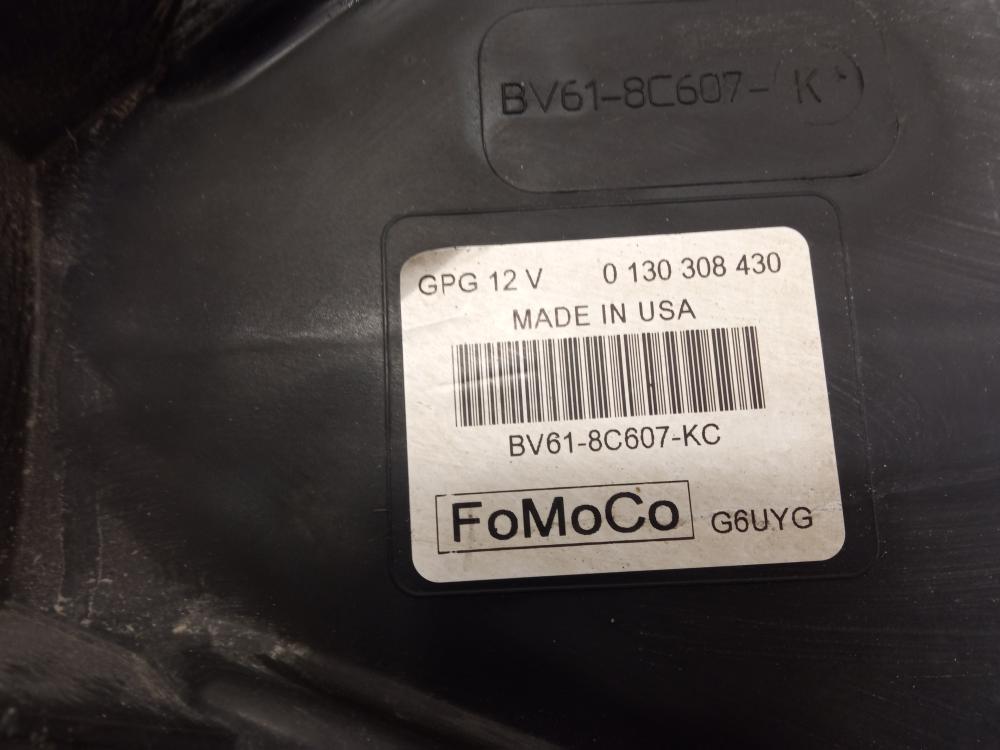 BV61-8C607-K*
GPG 12 V 0 130 308 430
MADE IN USA
BV61-8C607-KC
FoMoCo G6UYG